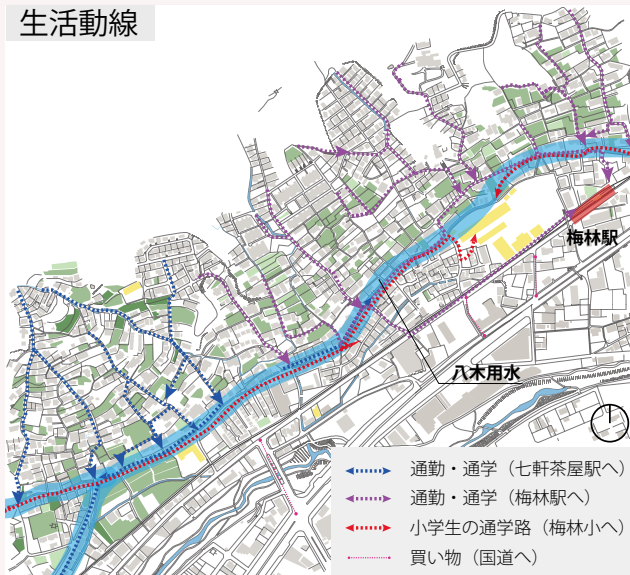 生活動線
梅林駅
八木用水
通勤・通学（七軒茶屋駅へ）
通勤・通学（梅林駅へ）
小学生の通学路（梅林小へ）
買い物（国道へ）